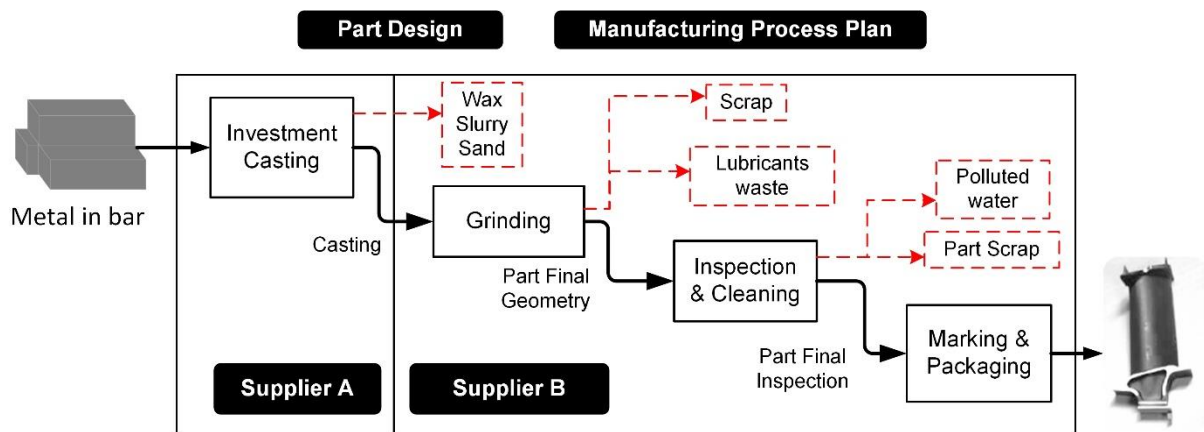 Part Design
Manufacturing Process Plan
Metal in bar
Investment
Casting
Wax
Slurry
Sand
Casting
Grinding
Scrap
Lubricants
waste
Part Final
Geometry
Inspection
& Cleaning
Polluted
water
Part Scrap
Part Final
Inspection
Marking &
Packaging
Supplier A
Supplier B